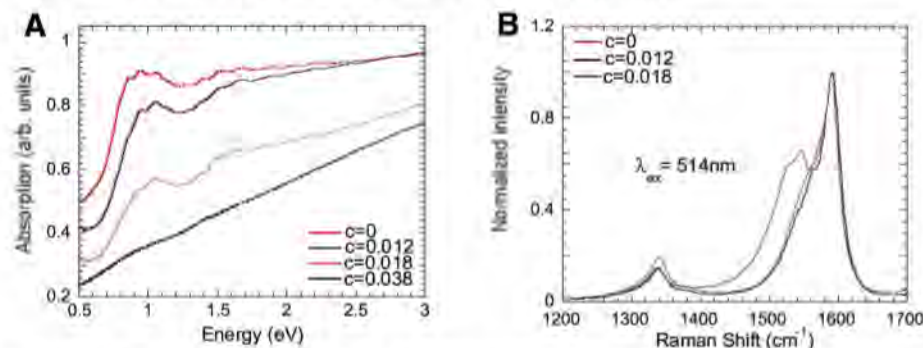 A
Absorption (arb. units)
1
0.8
0.6
0.4
0.2
c=0
c=0.012
c=0.018
c=0.038
0.5 1 1.5 2 2.5 3
Energy (eV)
B
Normalized intensity
1.2
0.8
0.4
0
c=0
c=0.012
c=0.018
λex= 514nm
1200 1300 1400 1500 1600 1700
Raman Shift (cm-1)